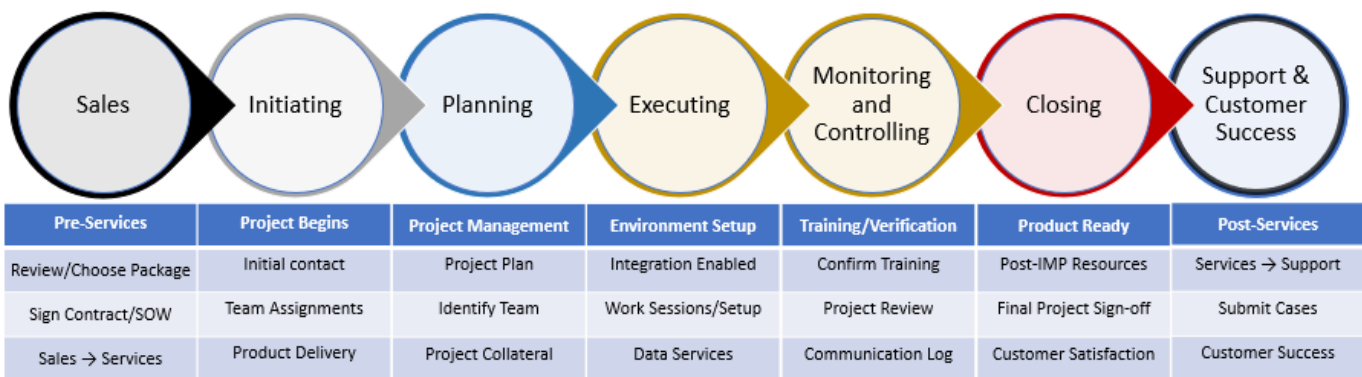 Sales
Initiating
Planning
Executing
Monitoring
and
Controlling
Closing
Support &
Customer
Success
Pre-Services
Project Begins
Project Management
Environment Setup
Training/Verification
Product Ready
Post-Services
Review/Choose Package
Initial contact
Project Plan
Integration Enabled
Confirm Training
Post-IMP Resources
Services → Support
Sign Contract/SOW
Team Assignments
Identify Team
Work Sessions/Setup
Project Review
Final Project Sign-off
Submit Cases
Sales → Services
Product Delivery
Project Collateral
Data Services
Communication Log
Customer Satisfaction
Customer Success